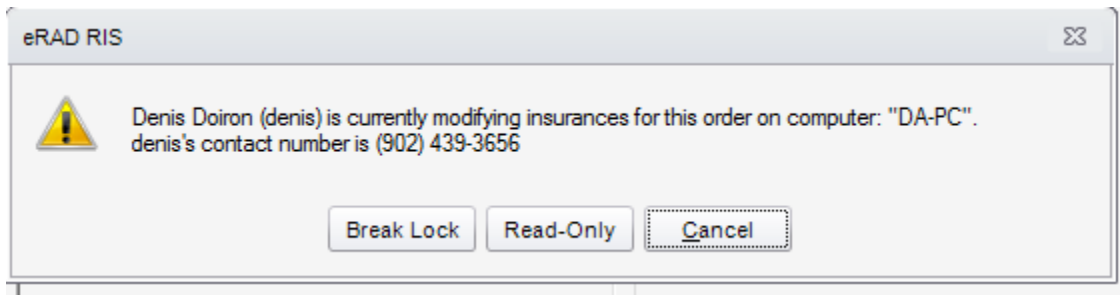 eRAD RIS
Denis Doiron (denis) is currently modifying insurances for this order on computer: "DA-PC".
denis's contact number is (902) 439-3656
Break Lock Read-Only Cancel